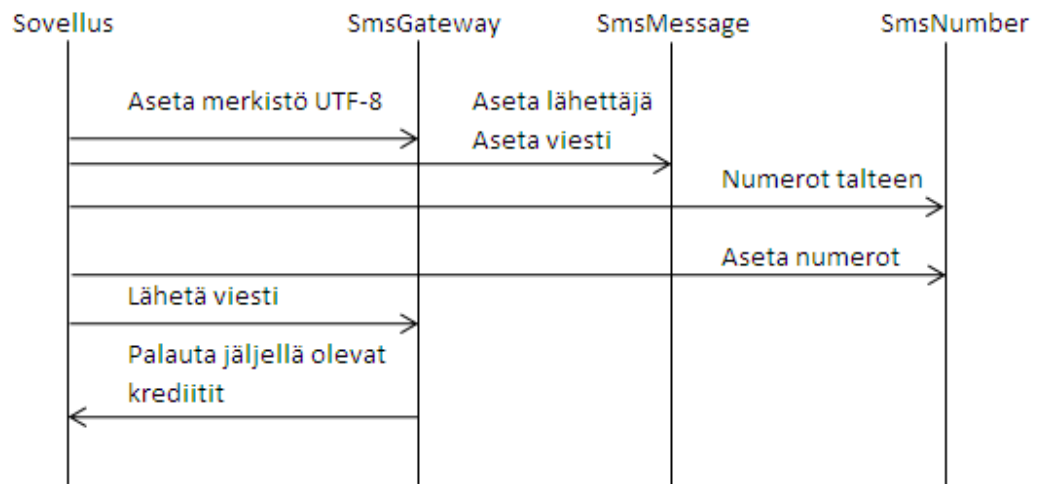 Sovellus
SmsGateway
SmsMessage
SmsNumber
Aseta merkistö UTF-8
Aseta lähettäjä
Aseta viesti
Numerot talteen
Aseta numerot
Lähetä viesti
Palauta jäljellä olevat
krediitit